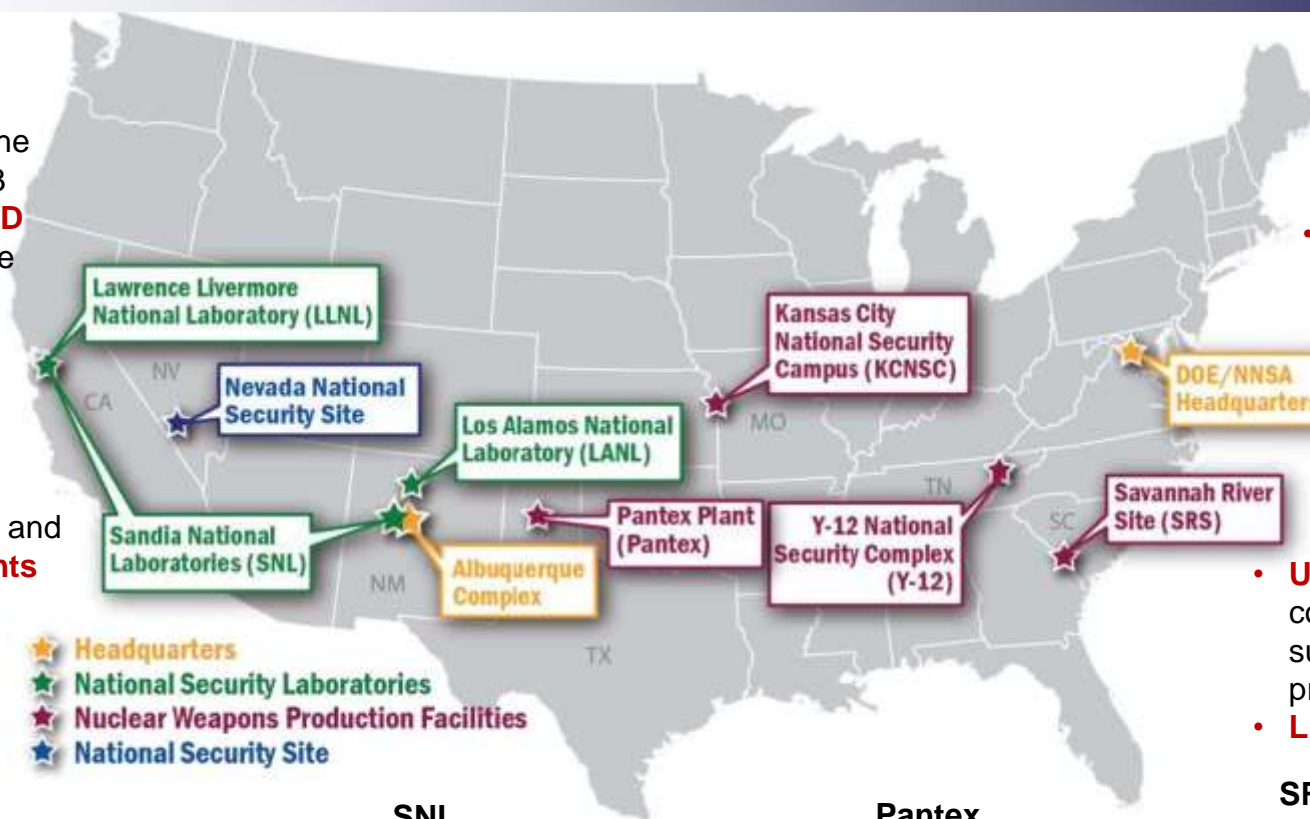 he
3
D
e
Lawrence Livermore
National Laboratory (LLNL)
NV
CA
Nevada National
Security Site
Kansas City
National Security
Campus (KCNSC)
MO
DOE/NNSA
Headquarter
Los Alamos National
Laboratory (LANL)
TN
Savannah River
Site (SRS)
SC
and
nts
Sandia National
Laboratories (SNL)
NM
Albuquerque
Complex
Pantex Plant
(Pantex)
Y-12 National
Security Complex
(Y-12)
TX
• U
co
su
pr
• L
Headquarters
National Security Laboratories
Nuclear Weapons Production Facilities
National Security Site
SNL
Pantex